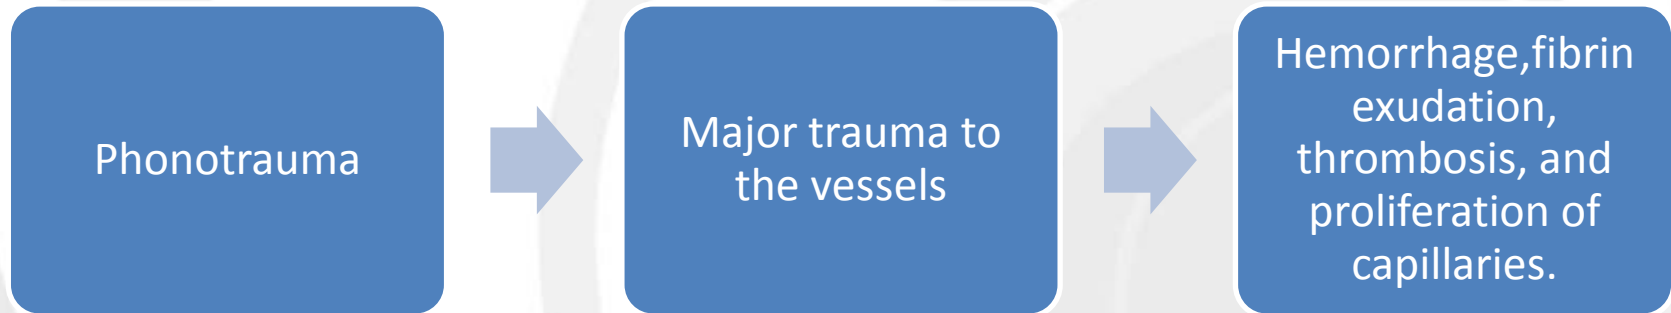 Phonotrauma
Major trauma to
the vessels
Hemorrhage,fibrin
exudation,
thrombosis, and
proliferation of
capillaries.